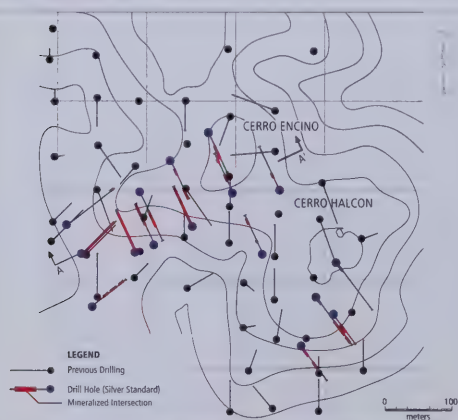 CERRO ENCINO
A'
CERRO HALCON
A
LEGEND
Previous Drilling
Drill Hole (Silver Standard)
Mineralized Intersection
0 100
meters